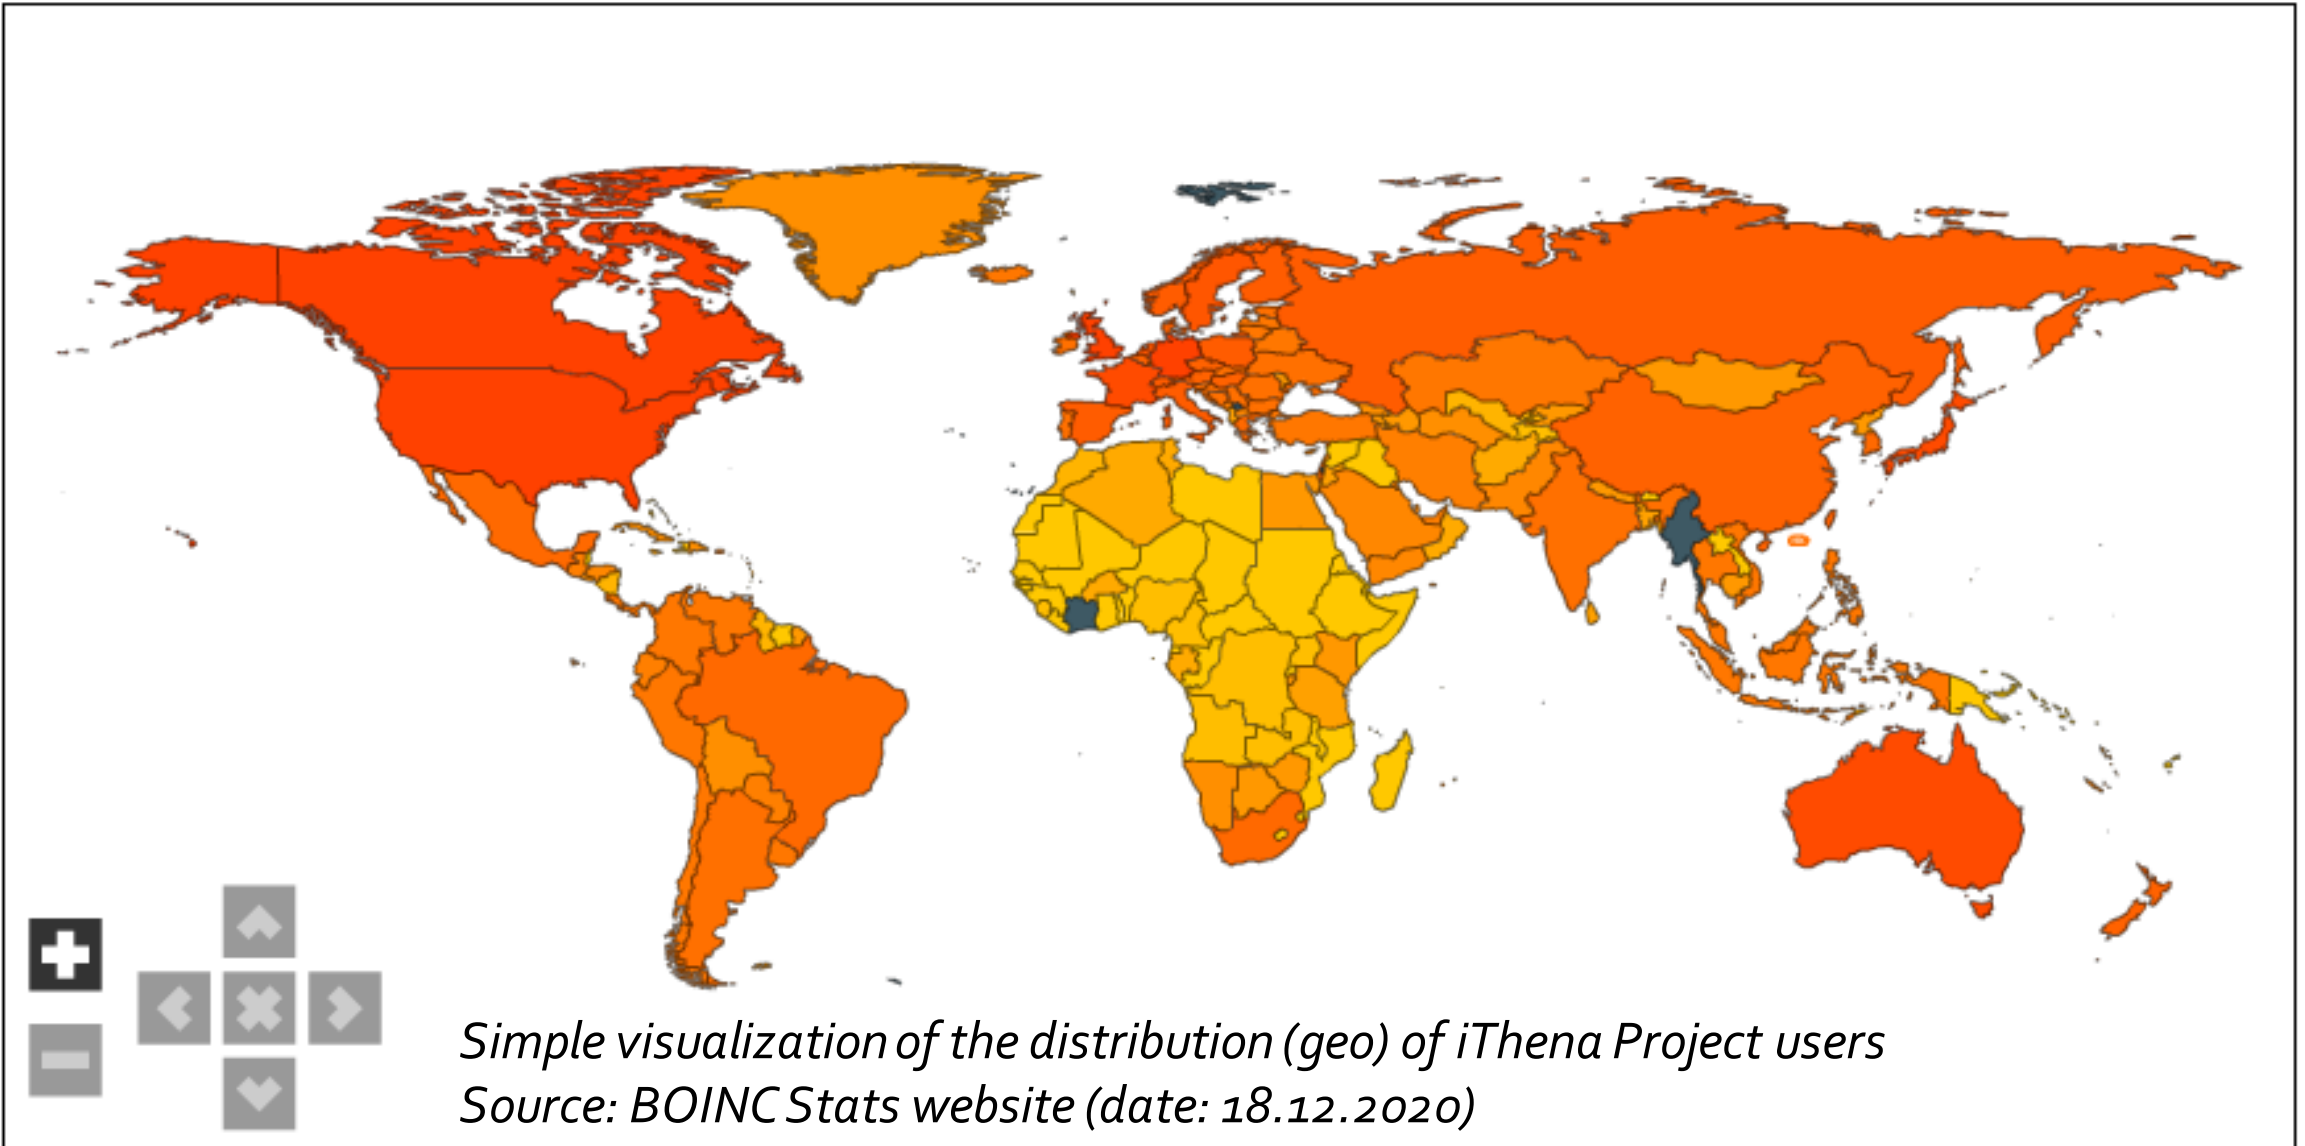 Simple visualization of the distribution (geo) of iThena Project users
Source: BOINC Stats website (date: 18.12.2020)